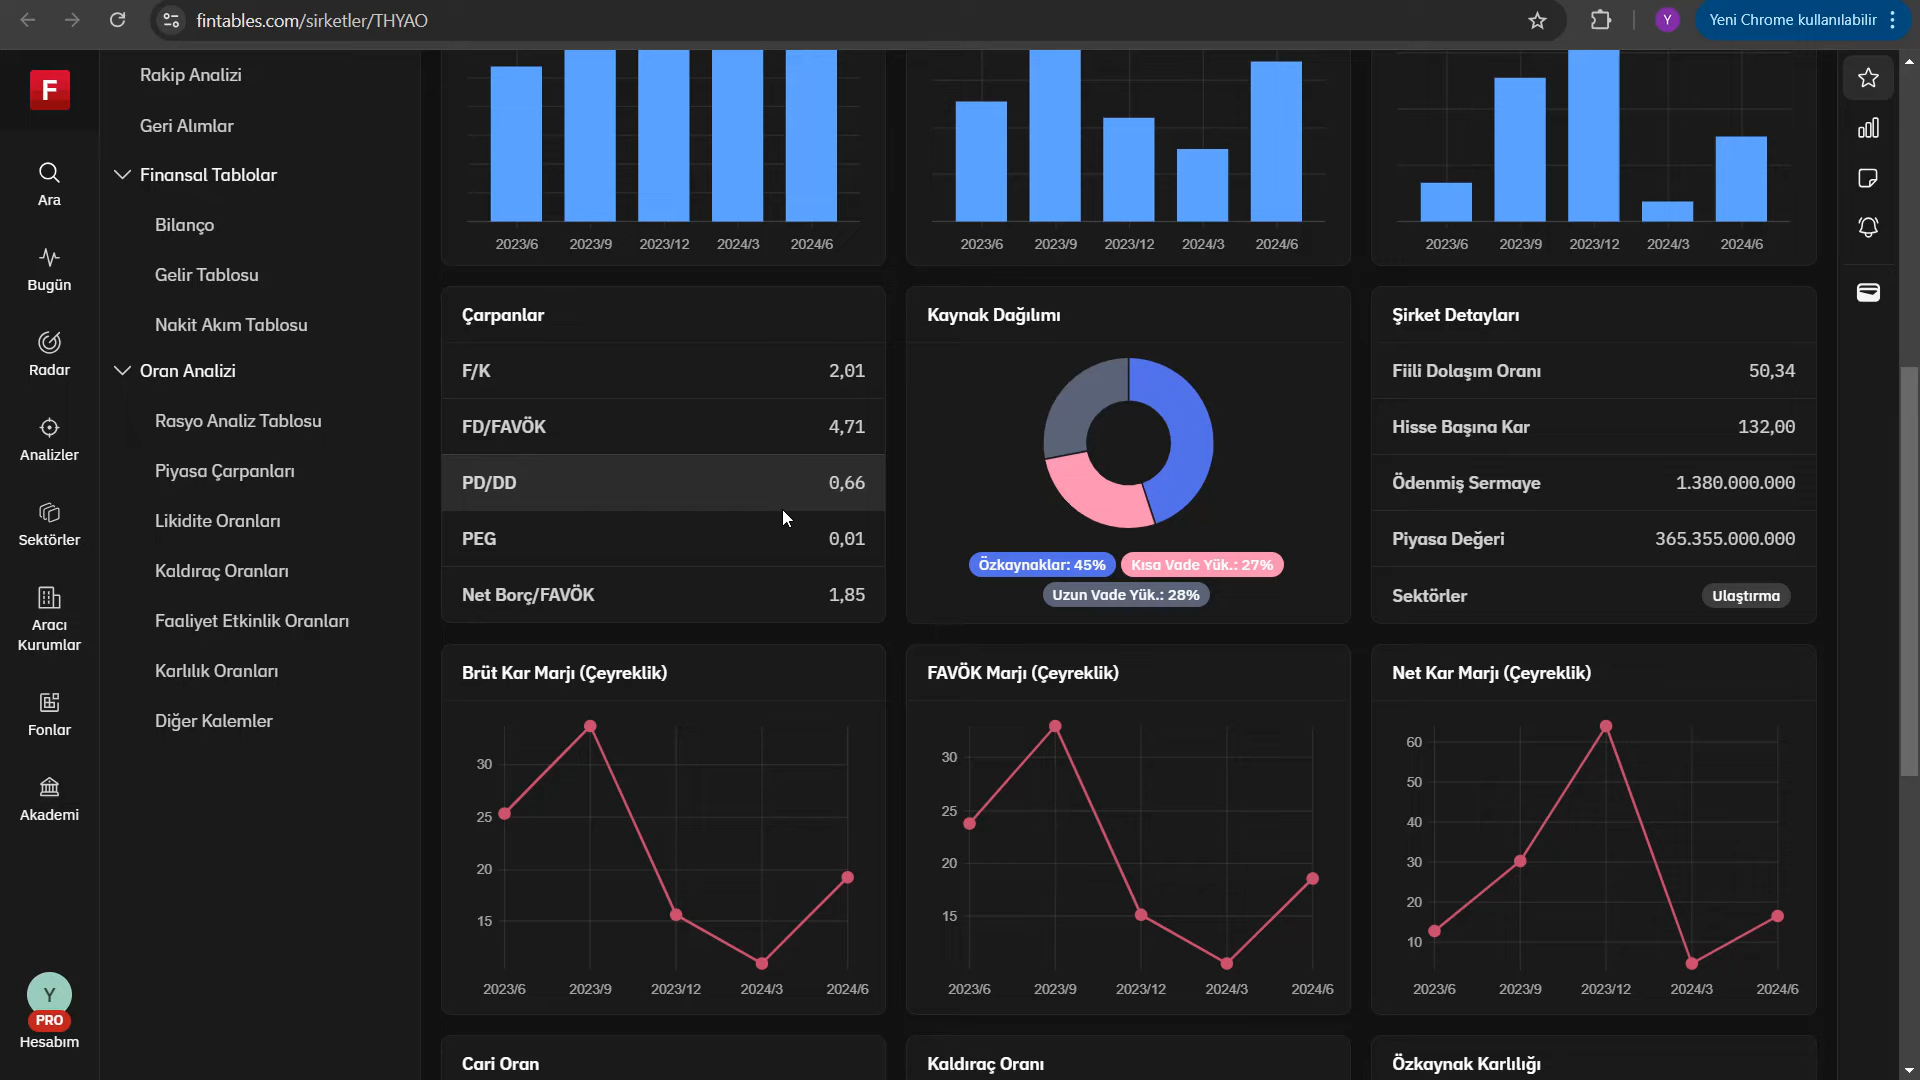 fintables.com/sirketler/THYAO
Y
Yeni Chrome kullanılabilir
F
Ara
Bugün
Radar
Analizler
Sektörler
Aracı
Kurumlar
Fonlar
Akademi
Y
PRO
Hesabım
Rakip Analizi
Geri Alımlar
Finansal Tablolar
Bilanço
Gelir Tablosu
Nakit Akım Tablosu
Oran Analizi
Rasyo Analiz Tablosu
Piyasa Çarpanları
Likidite Oranları
Kaldıraç Oranları
Faaliyet Etkinlik Oranları
Karlılık Oranları
Diğer Kalemler
2023/6 2023/9 2023/12 2024/3 2024/6
2023/6 2023/9 2023/12 2024/3 2024/6
2023/6 2023/9 2023/12 2024/3 2024/6
Çarpanlar
F/K 2,01
FD/FAVÖK 4,71
PD/DD 0,66
PEG 0,01
Net Borç/FAVÖK 1,85
Kaynak Dağılımı
Özkaynaklar: 45% Kısa Vade Yük.: 27%
Uzun Vade Yük.: 28%
Şirket Detayları
Fiili Dolaşım Oranı 50,34
Hisse Başına Kar 132,00
Ödenmiş Sermaye 1.380.000.000
Piyasa Değeri 365.355.000.000
Sektörler Ulaştırma
Brüt Kar Marjı (Çeyreklik)
30
25
20
15
2023/6 2023/9 2023/12 2024/3 2024/6
FAVÖK Marjı (Çeyreklik)
30
25
20
15
2023/6 2023/9 2023/12 2024/3 2024/6
Net Kar Marjı (Çeyreklik)
60
50
40
30
20
10
2023/6 2023/9 2023/12 2024/3 2024/6
Cari Oran
Kaldıraç Oranı
Özkaynak Karlılığı